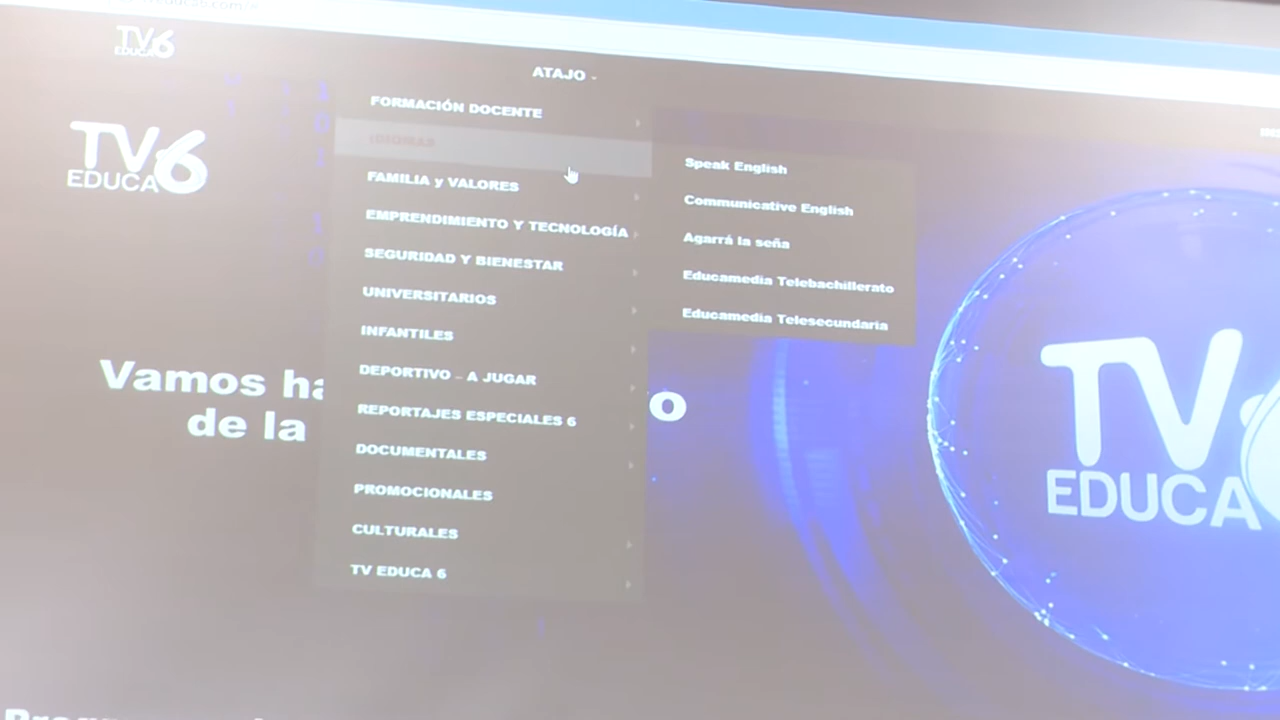 TV6
EDUCA
ATAJO
FORMACIÓN DOCENTE
IDIOMAS
FAMILIA y VALORES
EMPRENDIMIENTO Y TECNOLOGÍA
SEGURIDAD Y BIENESTAR
UNIVERSITARIOS
INFANTILES
DEPORTIVO - A JUGAR
REPORTAJES ESPECIALES 6
DOCUMENTALES
PROMOCIONALES
CULTURALES
TV EDUCA 6
Speak English
Communicative English
Agarrá la seña
Educamedia Telebachillerato
Educamedia Telesecundaria
TV6
EDUCA
Vamos ha
o
de la
TV
EDUCA